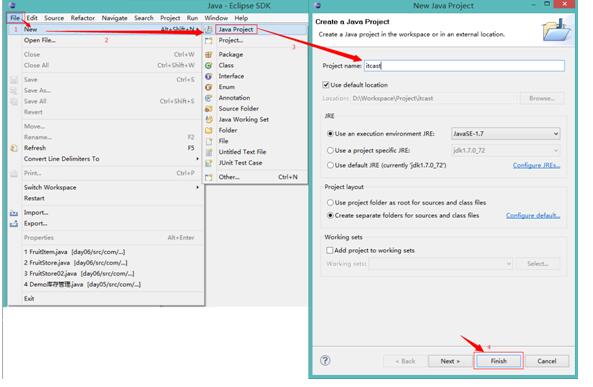 Java - Eclipse SDK
File Edit Source Refactor Navigate Search Project Run Window Help
1 New Alt+Shift+N
Open File... 2
Close Ctrl+W
Close All Ctrl+Shift+W
Save Ctrl+S
Save As...
Save All Ctrl+Shift+S
Revert
Move...
Rename... F2
Refresh F5
Convert Line Delimiters To
Print... Ctrl+P
Switch Workspace
Restart
Import...
Export...
Properties Alt+Enter
1 FruitItem.java [day06/src/com/...]
2 FruitStore.java [day06/src/com/...]
3 FruitStore02.java [day06/src/com/...]
4 Demo库存管理.java [day05/src/com/...]
Exit
Java Project
Project... 3
Package
Class
Interface
Enum
Annotation
Source Folder
Java Working Set
Folder
File
Untitled Text File
JUnit Test Case
Other... Ctrl+N
New Java Project
Create a Java Project
Create a Java project in the workspace or in an external location.
Project name: itcast
Use default location
Location: D:\Workspace\Project\itcast Browse...
JRE
Use an execution environment JRE: JavaSE-1.7
Use a project specific JRE: jdk1.7.0_72
Use default JRE (currently 'jdk1.7.0_72') Configure JREs...
Project layout
Use project folder as root for sources and class files
Create separate folders for sources and class files Configure default...
Working sets
Add project to working sets
Working sets: Select...
4
? < Back Next > Finish Cancel